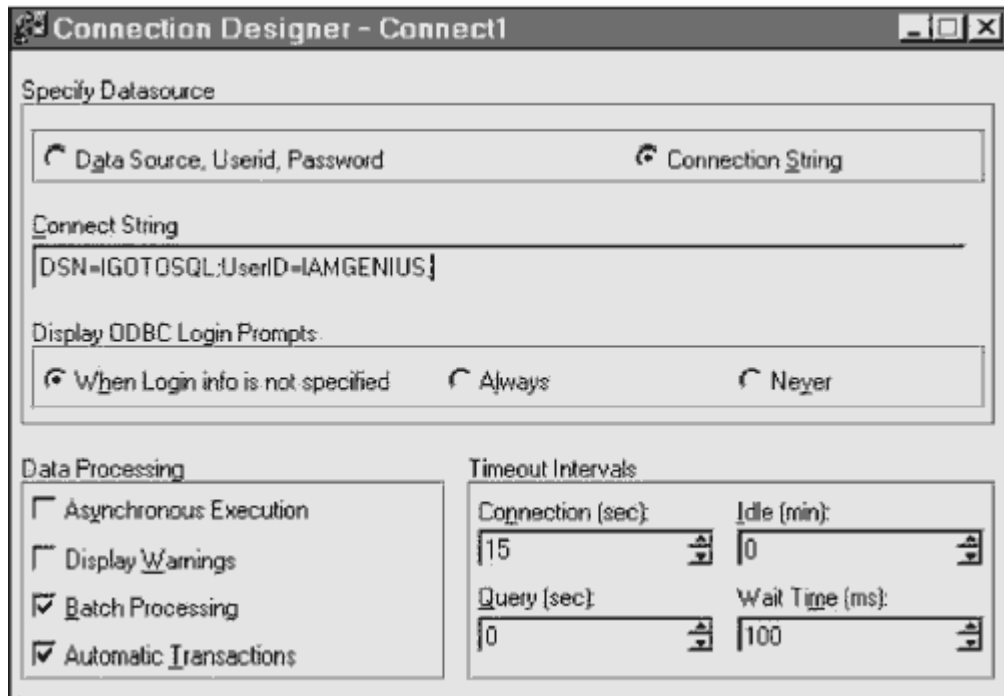 Connection Designer - Connect1
Specify Datasource
Data Source, Userid, Password
Connection String
Connect String
DSN=IGOTOSQL;UserID=IAMGENIUS;
Display ODBC Login Prompts
When Login info is not specified
Always
Never
Data Processing
Asynchronous Execution
Display Warnings
Batch Processing
Automatic Transactions
Timeout Intervals
Connection (sec):
Idle (min):
15
0
Query (sec):
Wait Time (ms):
0
100